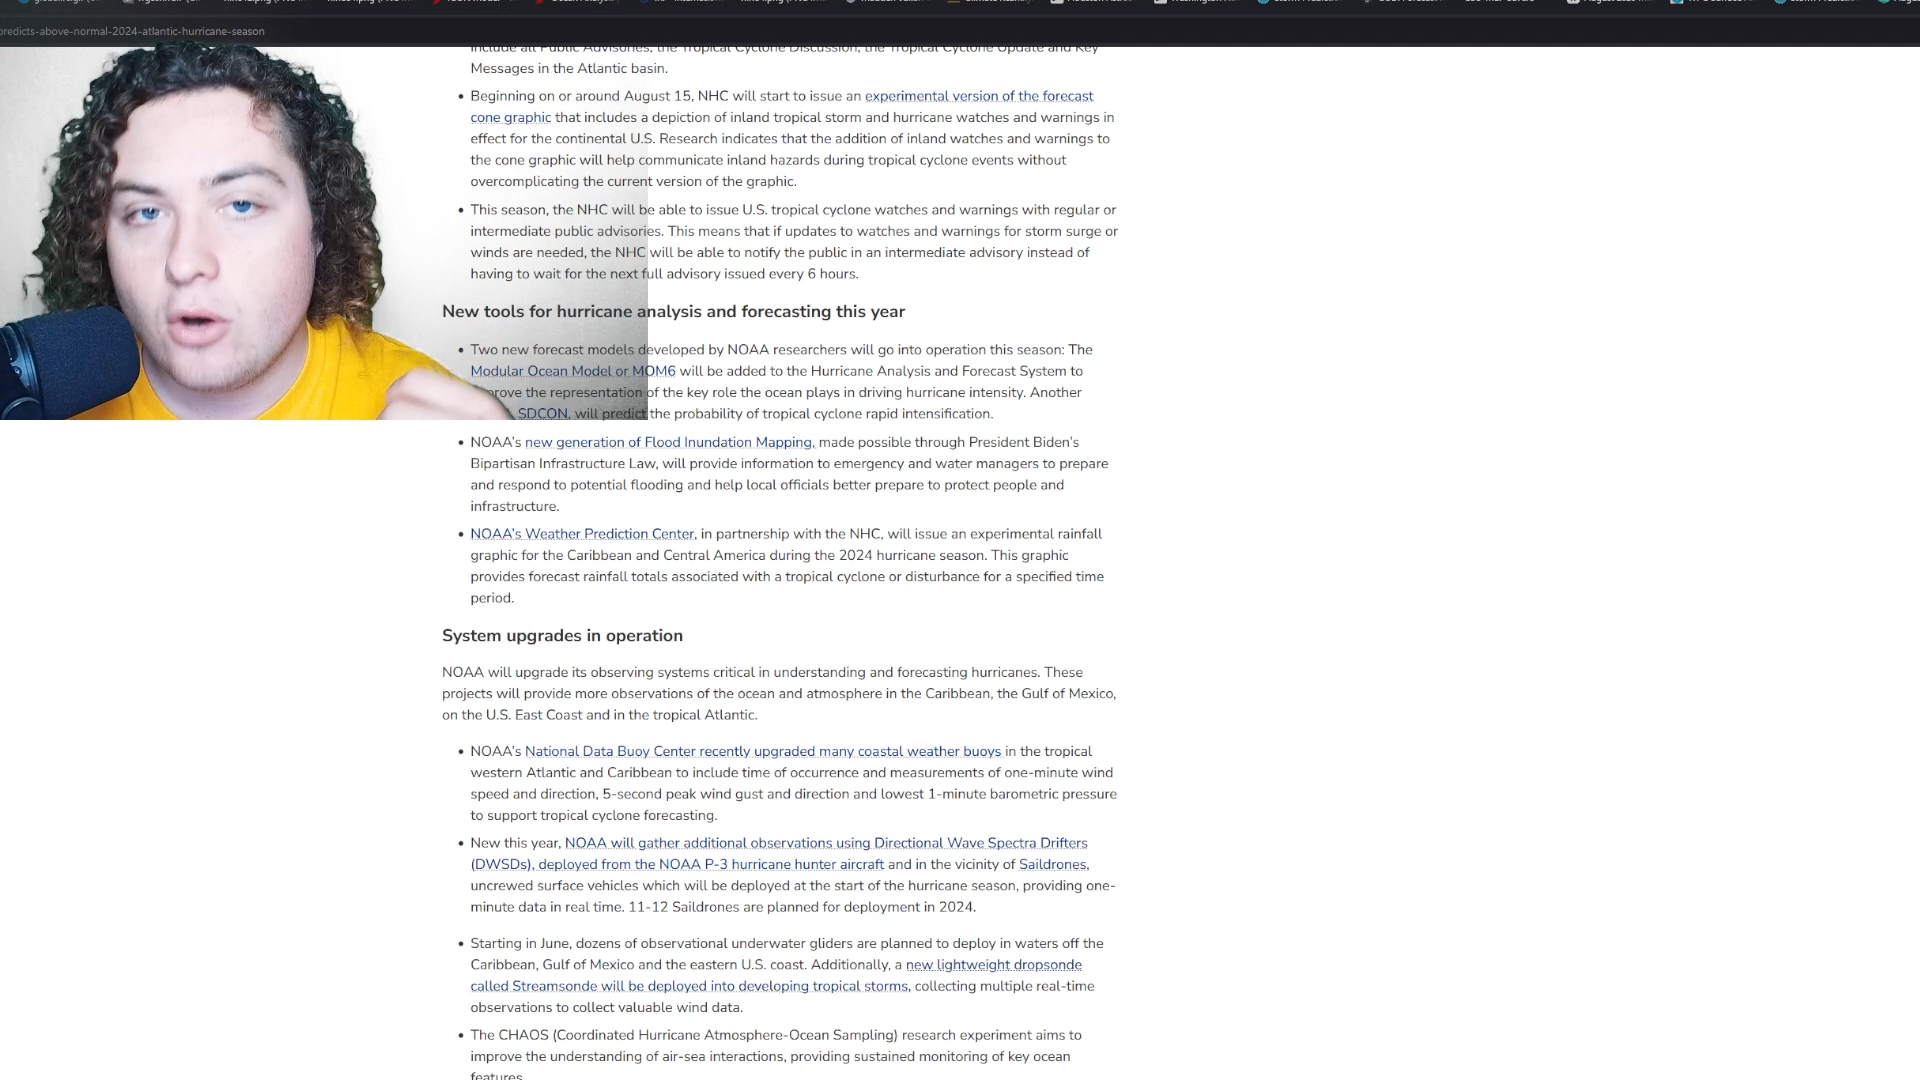 predicts-above-normal-2024-atlantic-hurricane-season
include all Public Advisories, the Tropical Cyclone Discussion, the Tropical Cyclone Update and Key
Messages in the Atlantic basin.
• Beginning on or around August 15, NHC will start to issue an experimental version of the forecast
cone graphic that includes a depiction of inland tropical storm and hurricane watches and warnings in
effect for the continental U.S. Research indicates that the addition of inland watches and warnings to
the cone graphic will help communicate inland hazards during tropical cyclone events without
overcomplicating the current version of the graphic.
• This season, the NHC will be able to issue U.S. tropical cyclone watches and warnings with regular or
intermediate public advisories. This means that if updates to watches and warnings for storm surge or
winds are needed, the NHC will be able to notify the public in an intermediate advisory instead of
having to wait for the next full advisory issued every 6 hours.
New tools for hurricane analysis and forecasting this year
• Two new forecast models developed by NOAA researchers will go into operation this season: The
Modular Ocean Model or MOM6 will be added to the Hurricane Analysis and Forecast System to
the representation of the key role the ocean plays in driving hurricane intensity. Another
SDCON, will predict the probability of tropical cyclone rapid intensification.
• NOAA's new generation of Flood Inundation Mapping, made possible through President Biden's
Bipartisan Infrastructure Law, will provide information to emergency and water managers to prepare
and respond to potential flooding and help local officials better prepare to protect people and
infrastructure.
• NOAA's Weather Prediction Center, in partnership with the NHC, will issue an experimental rainfall
graphic for the Caribbean and Central America during the 2024 hurricane season. This graphic
provides forecast rainfall totals associated with a tropical cyclone or disturbance for a specified time
period.
System upgrades in operation
NOAA will upgrade its observing systems critical in understanding and forecasting hurricanes. These
projects will provide more observations of the ocean and atmosphere in the Caribbean, the Gulf of Mexico,
on the U.S. East Coast and in the tropical Atlantic.
• NOAA's National Data Buoy Center recently upgraded many coastal weather buoys in the tropical
western Atlantic and Caribbean to include time of occurrence and measurements of one-minute wind
speed and direction, 5-second peak wind gust and direction and lowest 1-minute barometric pressure
to support tropical cyclone forecasting.
• New this year, NOAA will gather additional observations using Directional Wave Spectra Drifters
(DWSDs), deployed from the NOAA P-3 hurricane hunter aircraft and in the vicinity of Saildrones,
uncrewed surface vehicles which will be deployed at the start of the hurricane season, providing one-
minute data in real time. 11-12 Saildrones are planned for deployment in 2024.
• Starting in June, dozens of observational underwater gliders are planned to deploy in waters off the
Caribbean, Gulf of Mexico and the eastern U.S. coast. Additionally, a new lightweight dropsonde
called Streamsonde will be deployed into developing tropical storms, collecting multiple real-time
observations to collect valuable wind data.
• The CHAOS (Coordinated Hurricane Atmosphere-Ocean Sampling) research experiment aims to
improve the understanding of air-sea interactions, providing sustained monitoring of key ocean
features.